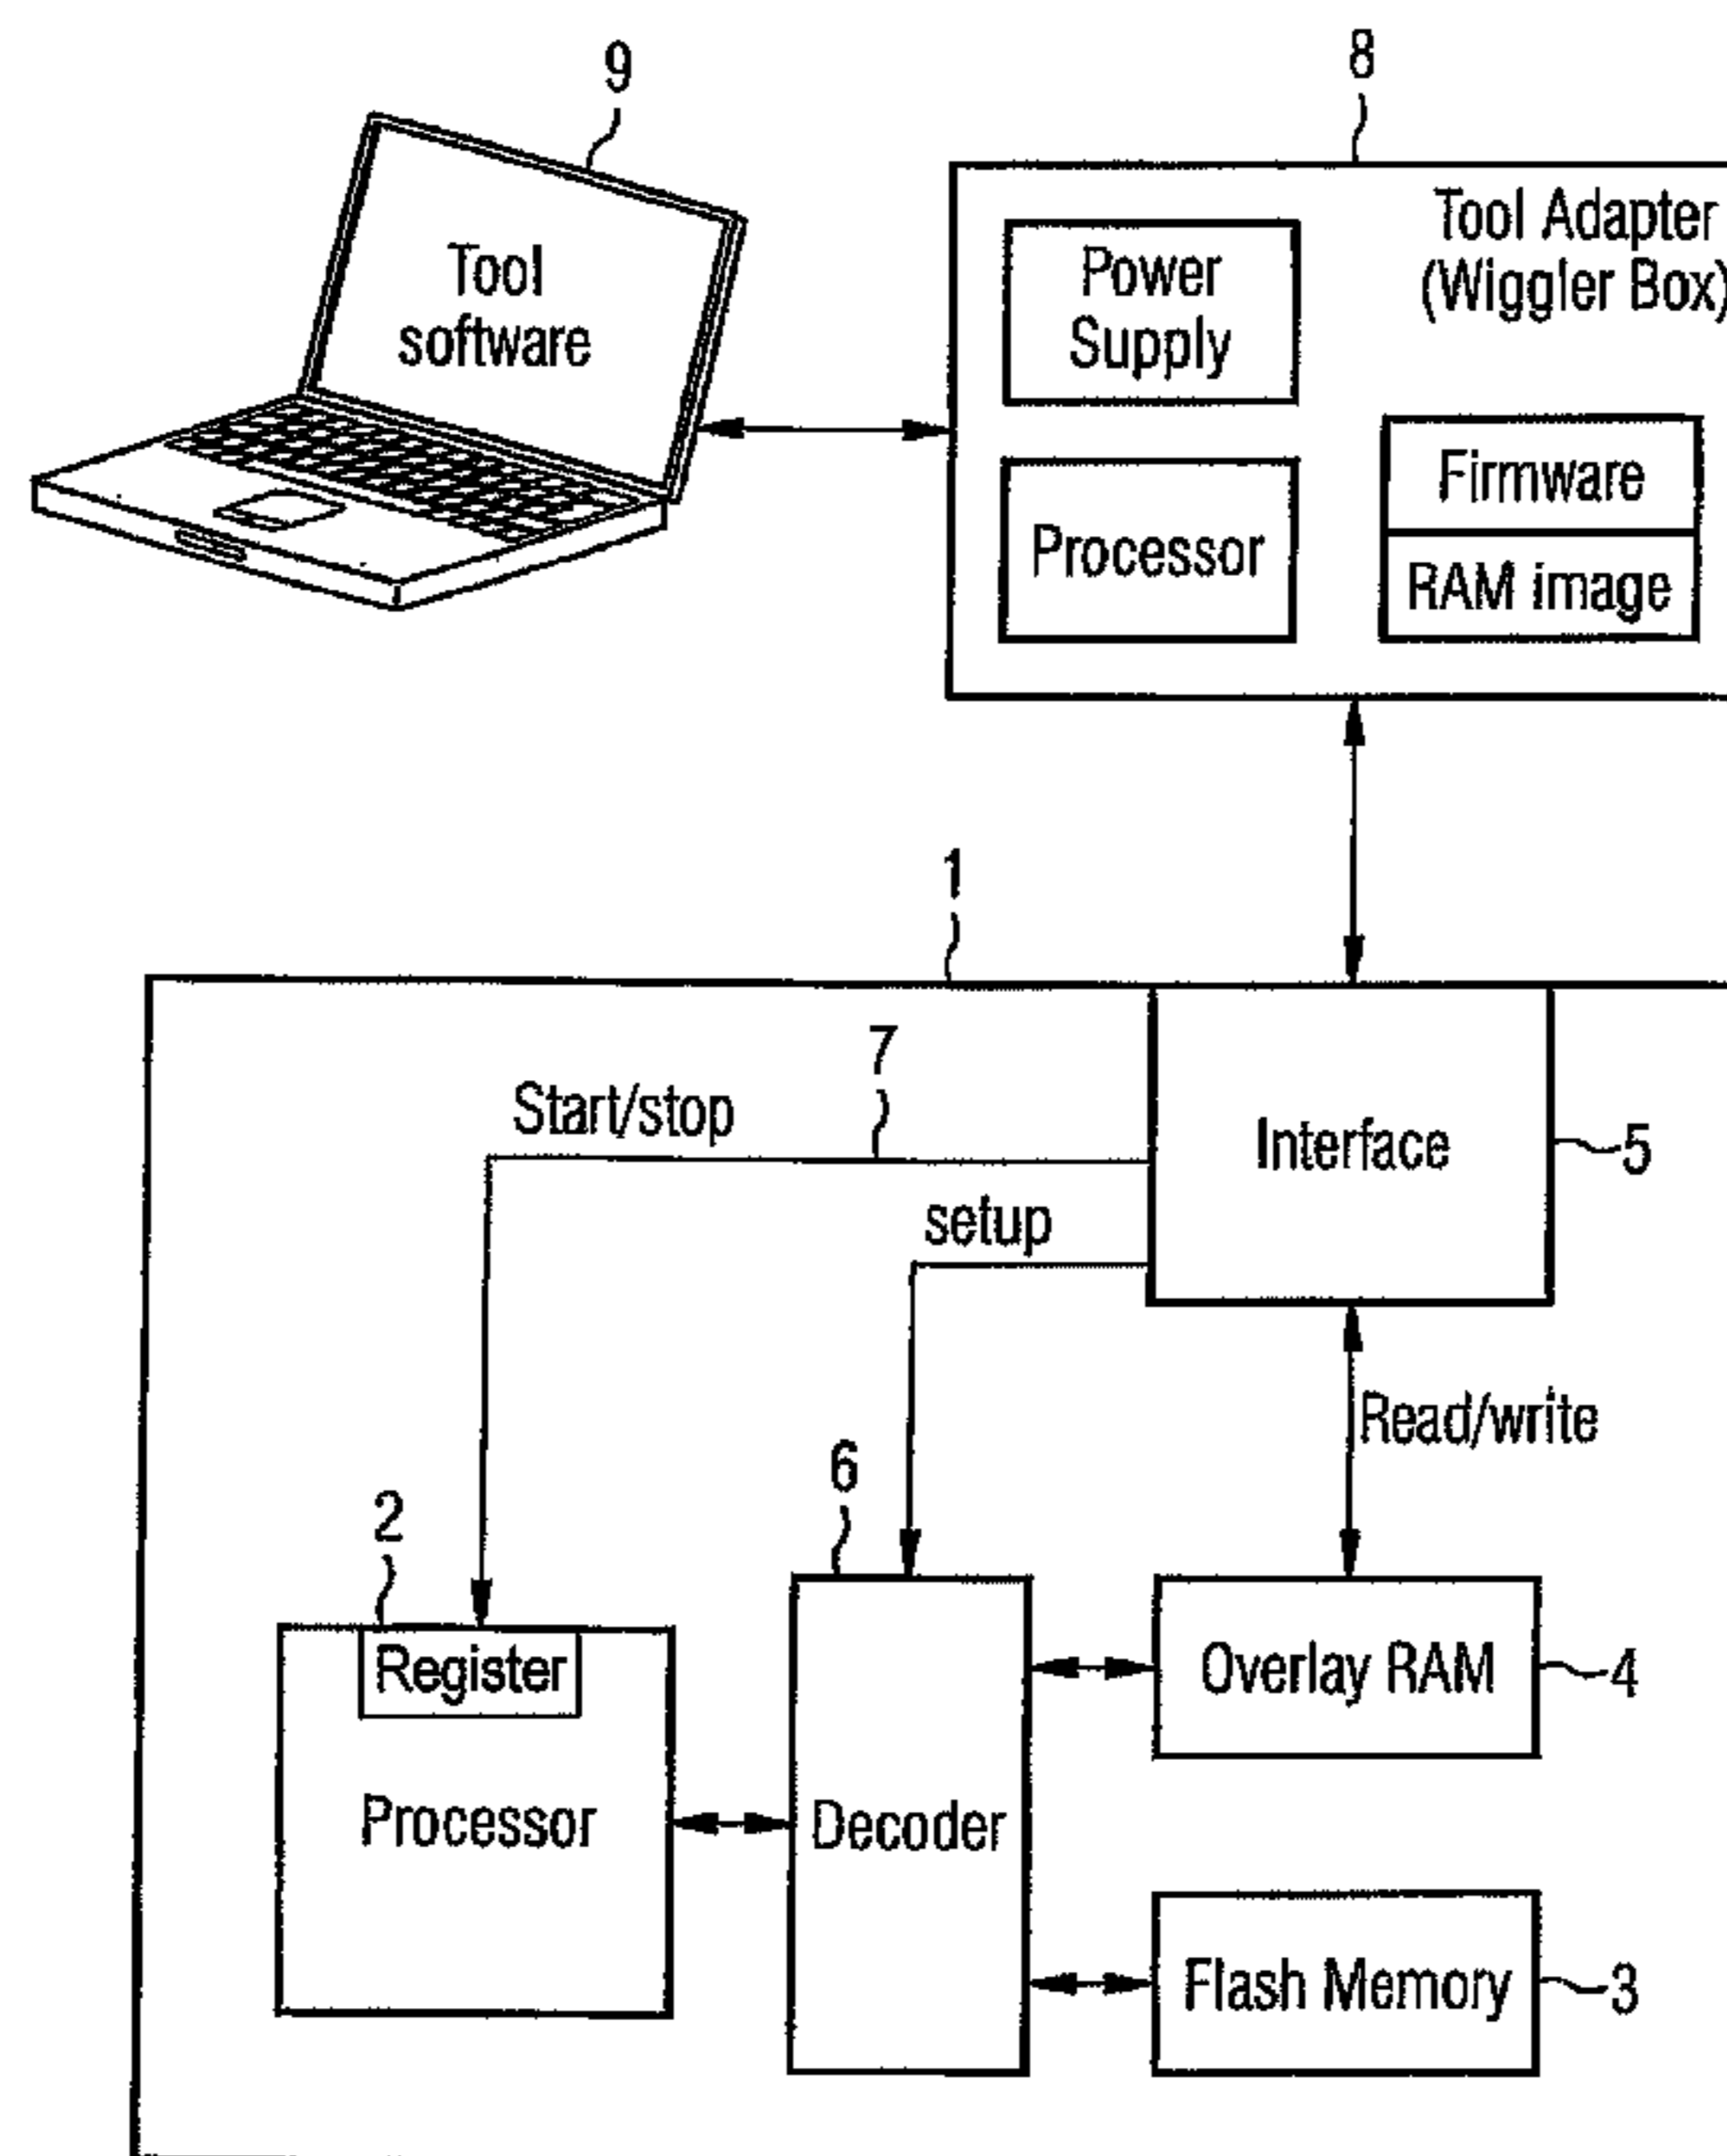 9
8
Tool
software
Tool Adapter
(Wiggler Box)
Power
Supply
Firmware
Processor
RAM image
1
7
Start/stop
Interface
5
setup
Read/write
6
2
Register
Overlay RAM
4
Processor
Decoder
Flash Memory
3